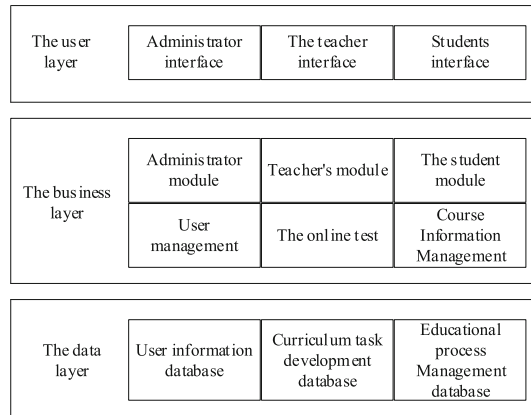 The user
layer
Administrator
interface
The teacher
interface
Students
interface
The business
layer
Administrator
module
Teacher's module
The student
module
User
management
The online test
Course
Information
Management
The data
layer
User information
database
Curriculum task
development
database
Educational
process
Management
database